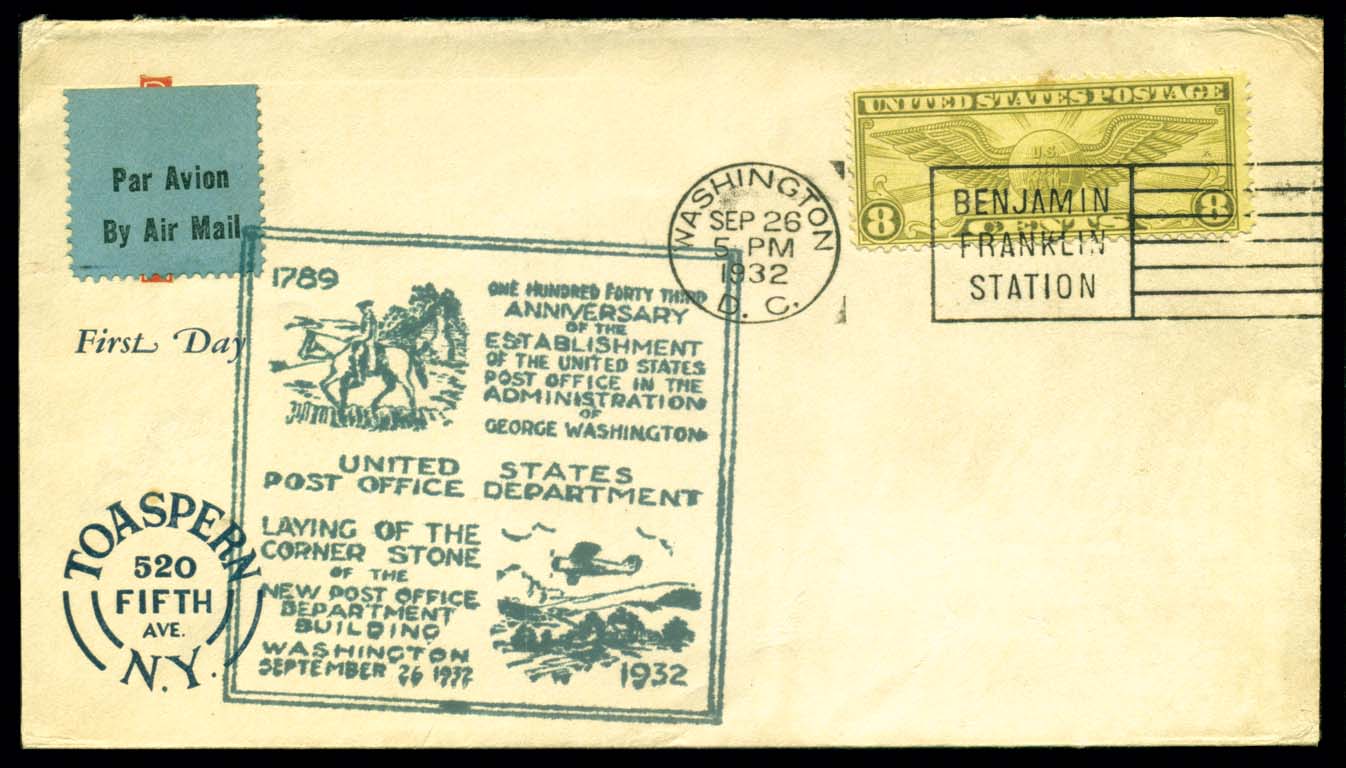 Par Avion
By Air Mail
First Day
TOASPERN
520
FIFTH
AVE.
N.Y.
1789
ONE HUNDRED FORTY THIRD
ANNIVERSARY
OF THE
ESTABLISHMENT
OF THE UNITED STATES
POST OFFICE IN THE
ADMINISTRATION
OF
GEORGE WASHINGTON
UNITED STATES
POST OFFICE DEPARTMENT
LAYING OF THE
CORNER STONE
OF THE
NEW POST OFFICE
DEPARTMENT
BUILDING
WASHINGTON
SEPTEMBER 26 1932
1932
WASHINGTON
SEP 26
5 PM
1932
D. C.
UNITED STATES POSTAGE
U.S.
8 CENTS 8
BENJAMIN
FRANKLIN
STATION